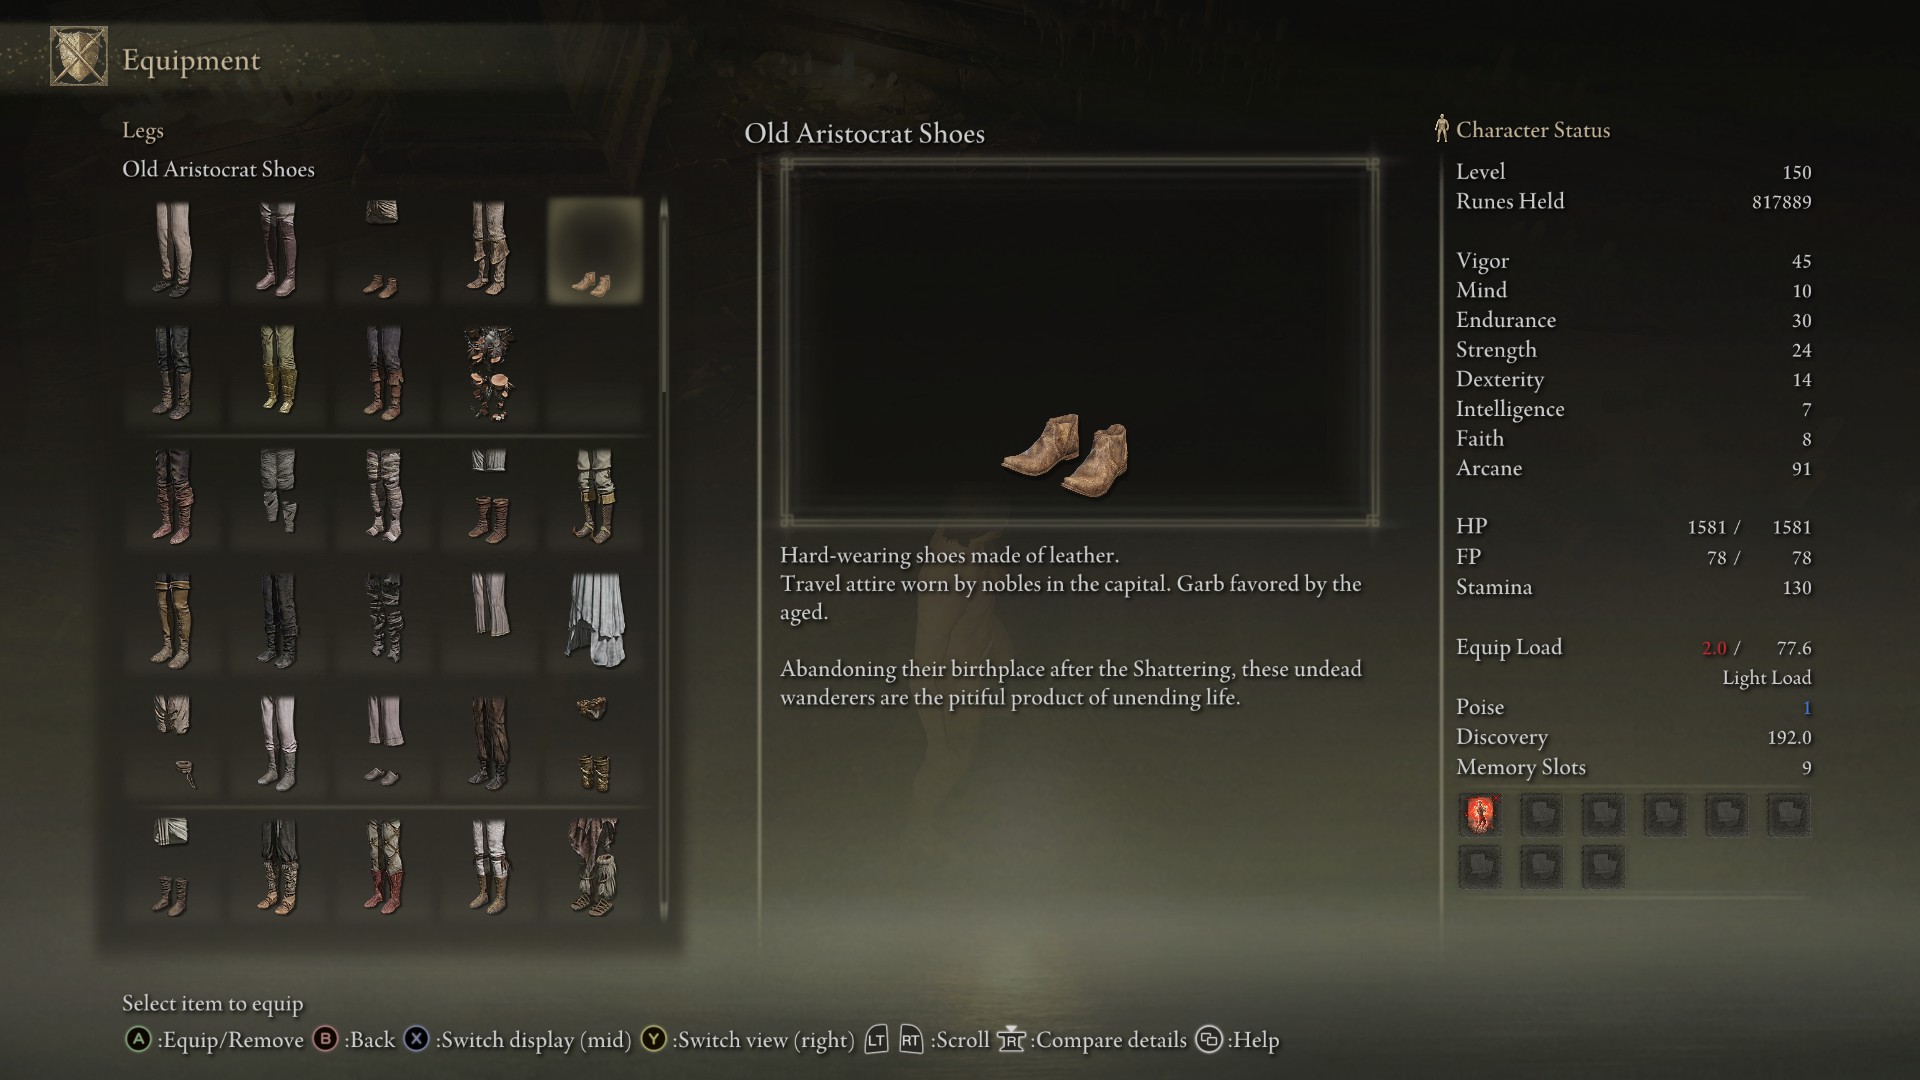 Equipment
Legs
Old Aristocrat Shoes
Old Aristocrat Shoes
Hard-wearing shoes made of leather.
Travel attire worn by nobles in the capital. Garb favored by the
aged.
Abandoning their birthplace after the Shattering, these undead
wanderers are the pitiful product of unending life.
Character Status
Level 150
Runes Held 817889
Vigor 45
Mind 10
Endurance 30
Strength 24
Dexterity 14
Intelligence 7
Faith 8
Arcane 91
HP 1581 / 1581
FP 78 / 78
Stamina 130
Equip Load 2.0 / 77.6
Light Load
Poise 1
Discovery 192.0
Memory Slots 9
Select item to equip
A :Equip/Remove B :Back X :Switch display (mid) Y :Switch view (right) LT RT :Scroll R :Compare details :Help